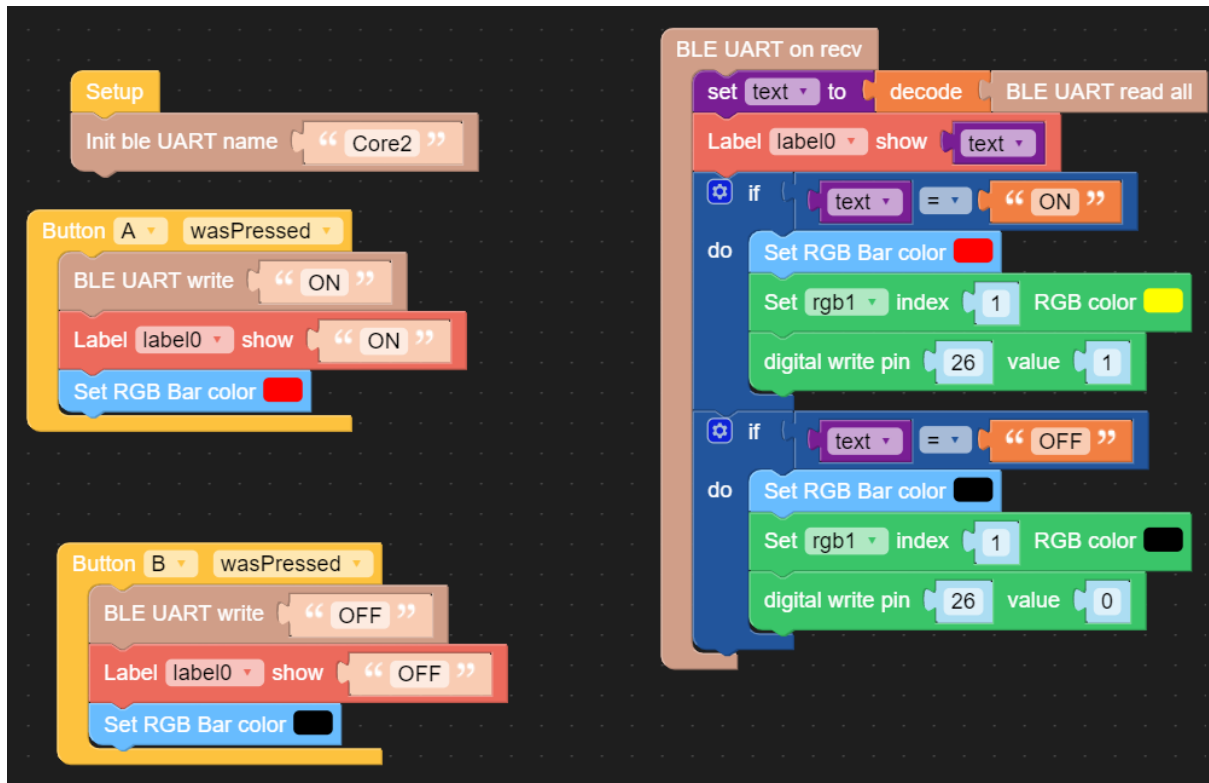 Setup
Init ble UART name “ Core2 ”
Button A wasPressed
BLE UART write “ ON ”
Label label0 show “ ON ”
Set RGB Bar color
Button B wasPressed
BLE UART write “ OFF ”
Label label0 show “ OFF ”
Set RGB Bar color
BLE UART on recv
set text to decode BLE UART read all
Label label0 show text
if text = “ ON ”
do Set RGB Bar color
Set rgb1 index 1 RGB color
digital write pin 26 value 1
if text = “ OFF ”
do Set RGB Bar color
Set rgb1 index 1 RGB color
digital write pin 26 value 0